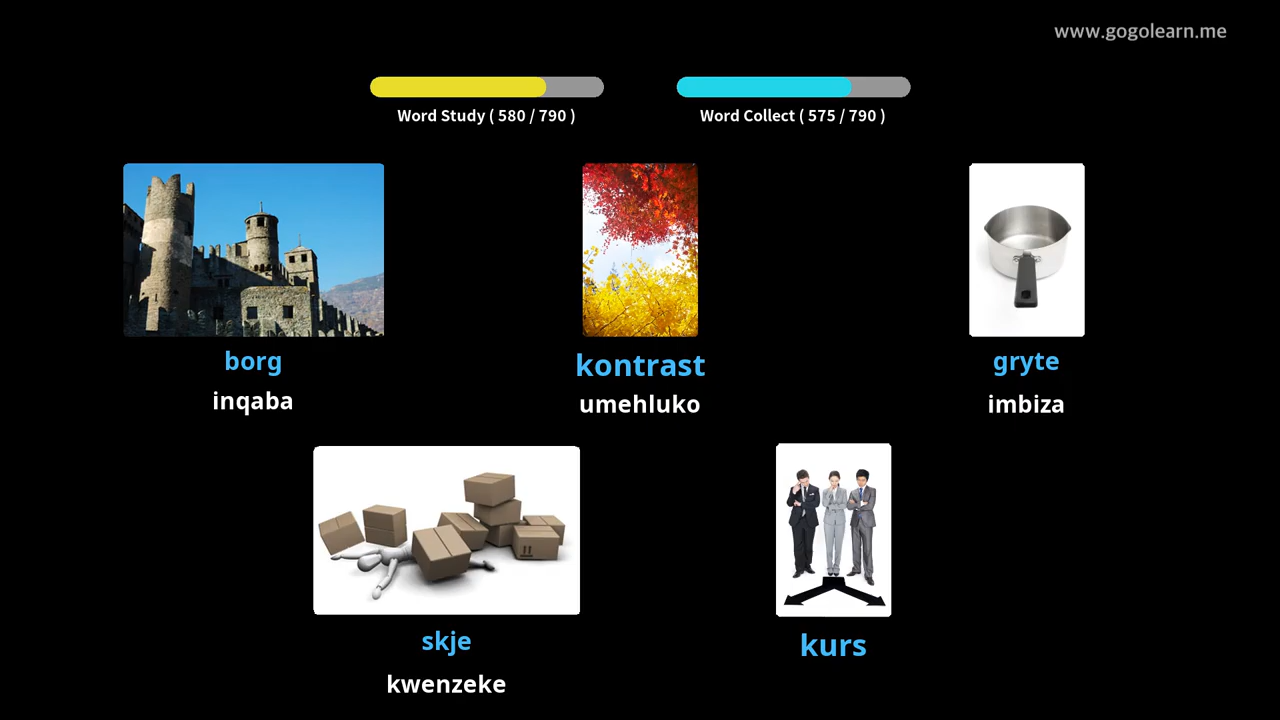 www.gogolearn.me
Word Study ( 580 / 790 )
Word Collect ( 575 / 790 )
borg
kontrast
gryte
inqaba
umehluko
imbiza
skje
kurs
kwenzeke